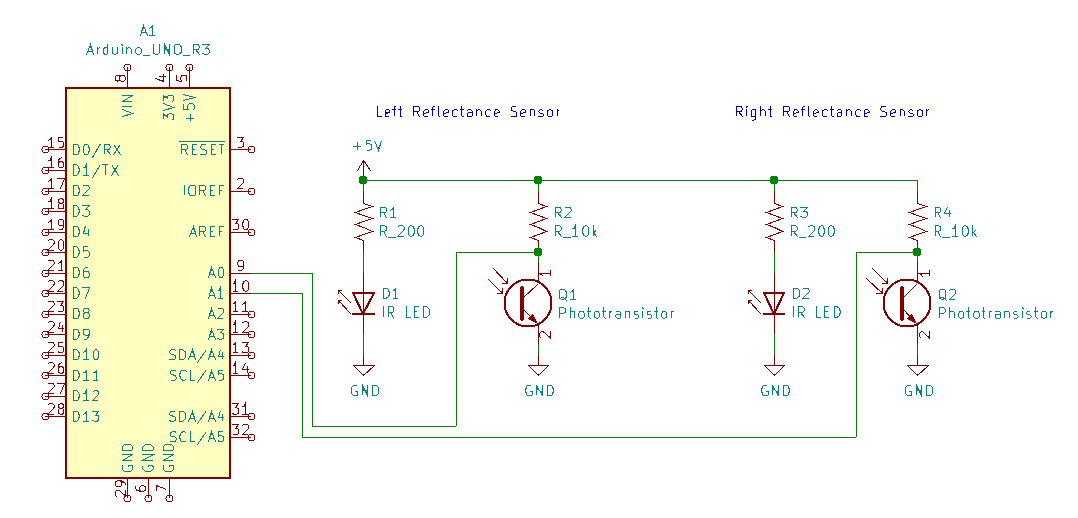 A1
Arduino_UNO_R3
8
4
5
VIN
3V3
+5V
15
D0/RX
RESET
3
16
D1/TX
17
D2
IOREF
2
18
D3
19
D4
AREF
30
20
D5
21
D6
A0
9
22
D7
A1
10
23
D8
A2
11
24
D9
A3
12
25
D10
SDA/A4
13
26
D11
SCL/A5
14
27
D12
28
D13
SDA/A4
31
SCL/A5
32
GND
GND
GND
29
6
7
Left Reflectance Sensor
+5V
R1
R_200
R2
R_10k
D1
IR LED
1
Q1
Phototransistor
2
GND
GND
Right Reflectance Sensor
R3
R_200
R4
R_10k
D2
IR LED
1
Q2
Phototransistor
2
GND
GND